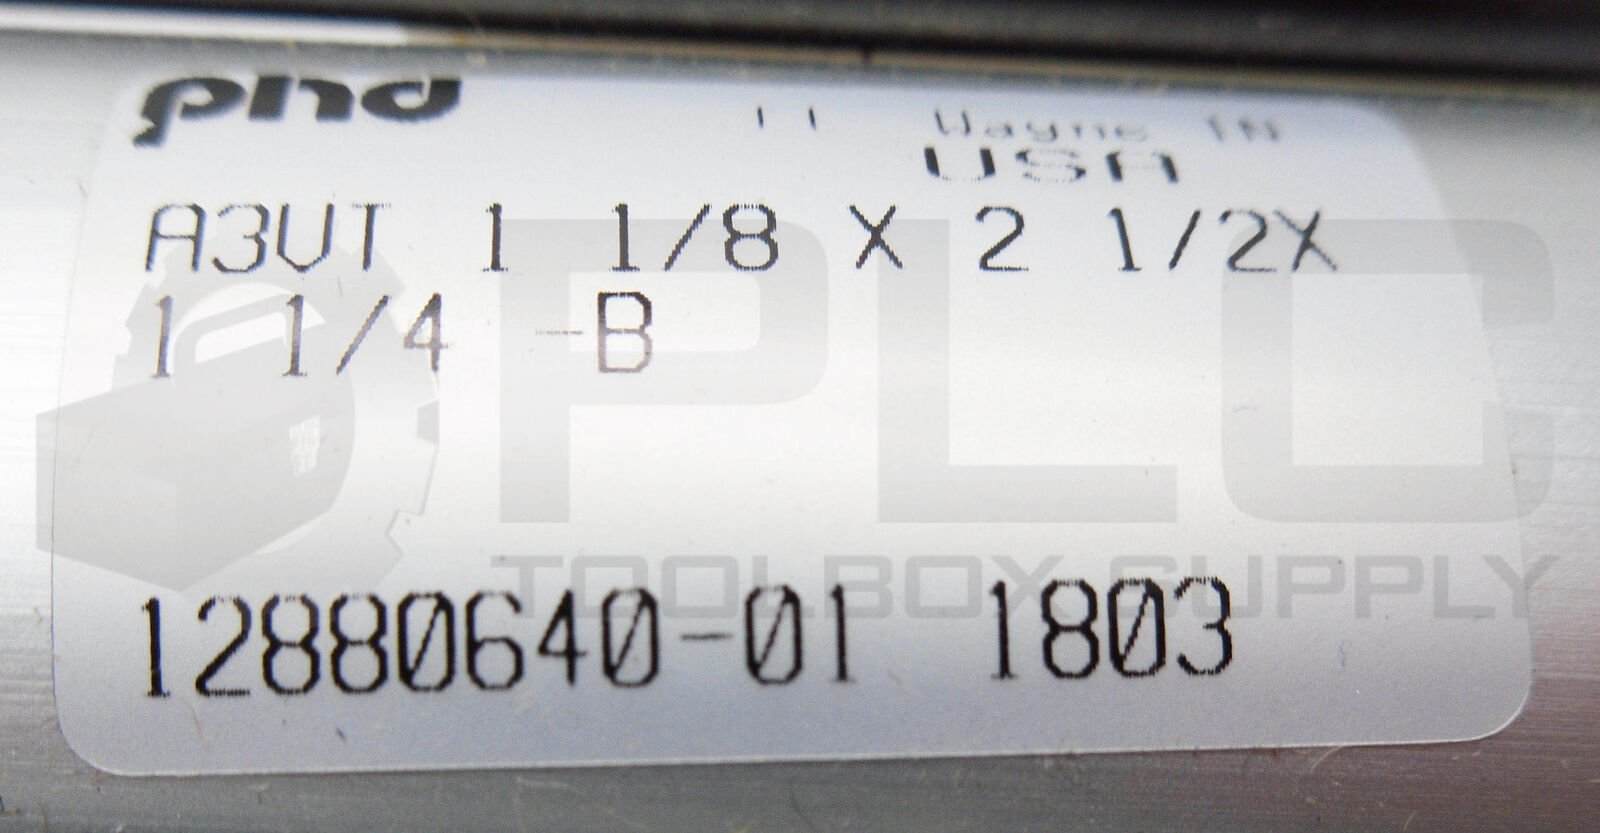 phd
Wayne IN
USA
A3VT 1 1/8 X 2 1/2X
1 1/4 -B
PLC
TOOLBOX SUPPLY
12880640-01 1803